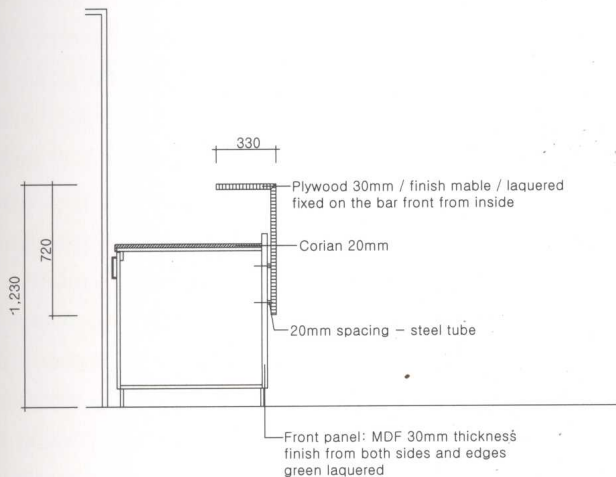 330
Plywood 30mm / finish mable / laquered
fixed on the bar front from inside
Corian 20mm
720
1.230
20mm spacing – steel tube
Front panel: MDF 30mm thickness
finish from both sides and edges
green laquered